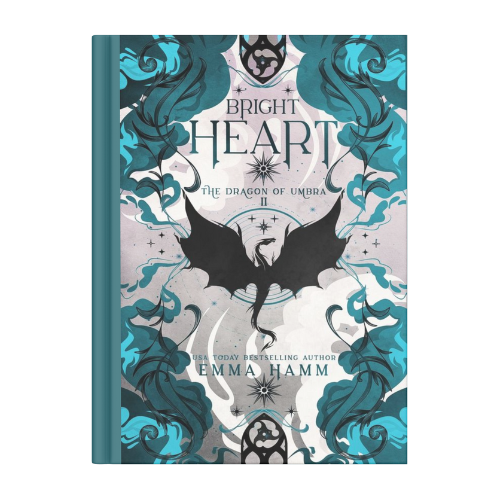 BRIGHT
HEART
THE DRAGON OF UMBRA
II
USA TODAY BESTSELLING AUTHOR
EMMA HAMM